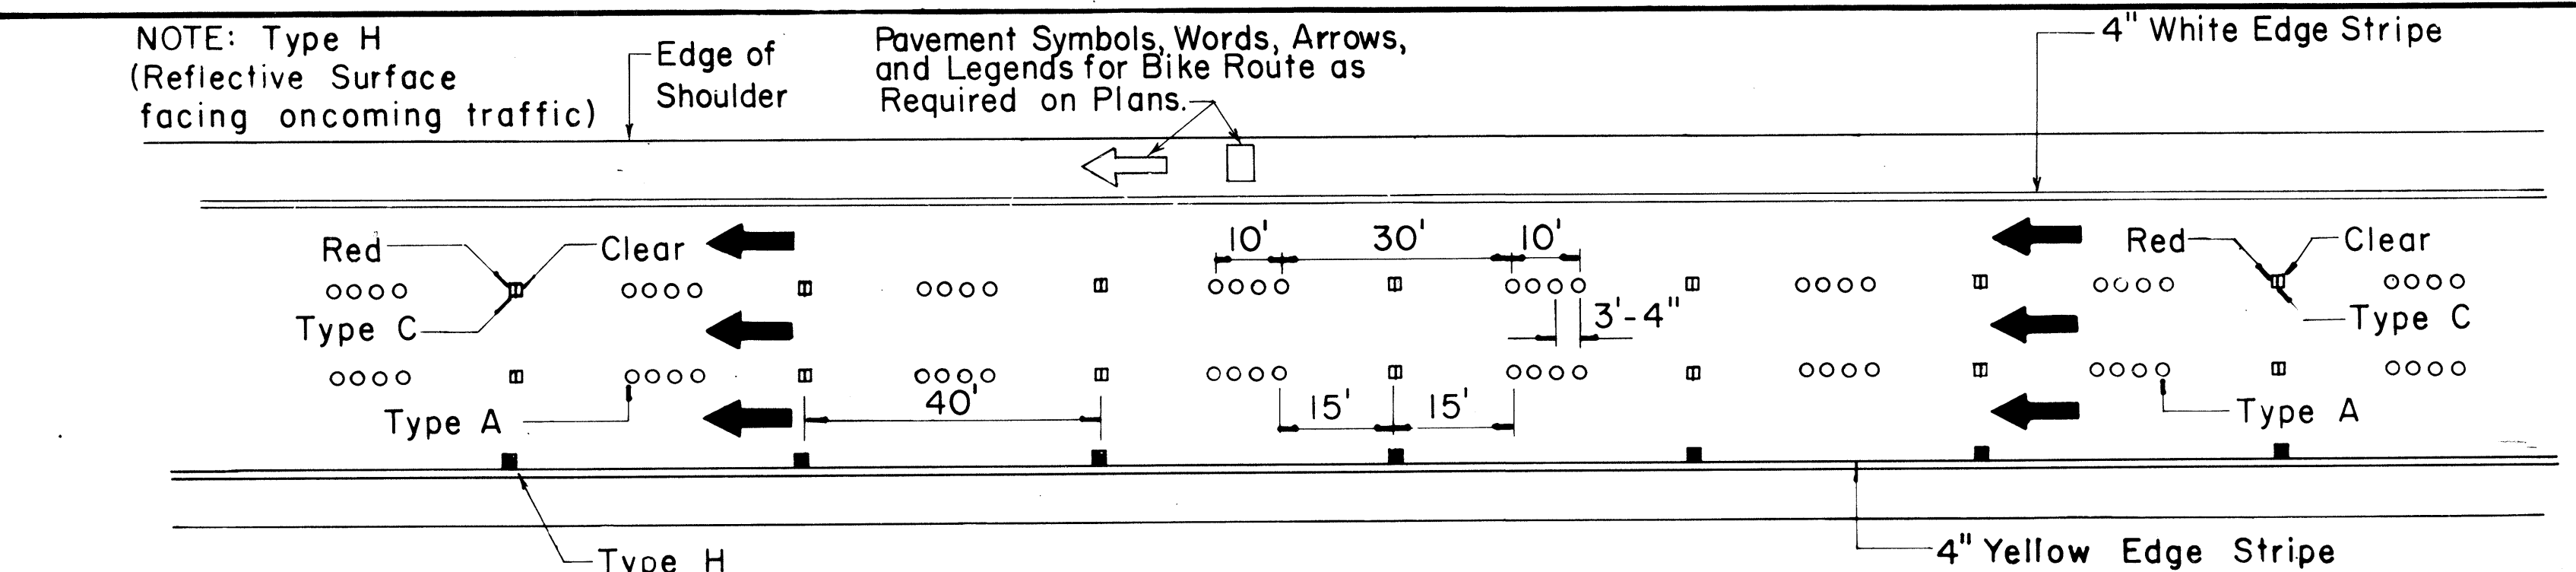 NOTE: Type H
(Reflective Surface
facing oncoming traffic)
Edge of
Shoulder
Pavement Symbols, Words, Arrows,
and Legends for Bike Route as
Required on Plans.
4" White Edge Stripe
Red
Clear
10'
30'
10'
Red
Clear
Type C
3'-4"
Type C
Type A
40'
15'
15'
Type A
Type H
4" Yellow Edge Stripe